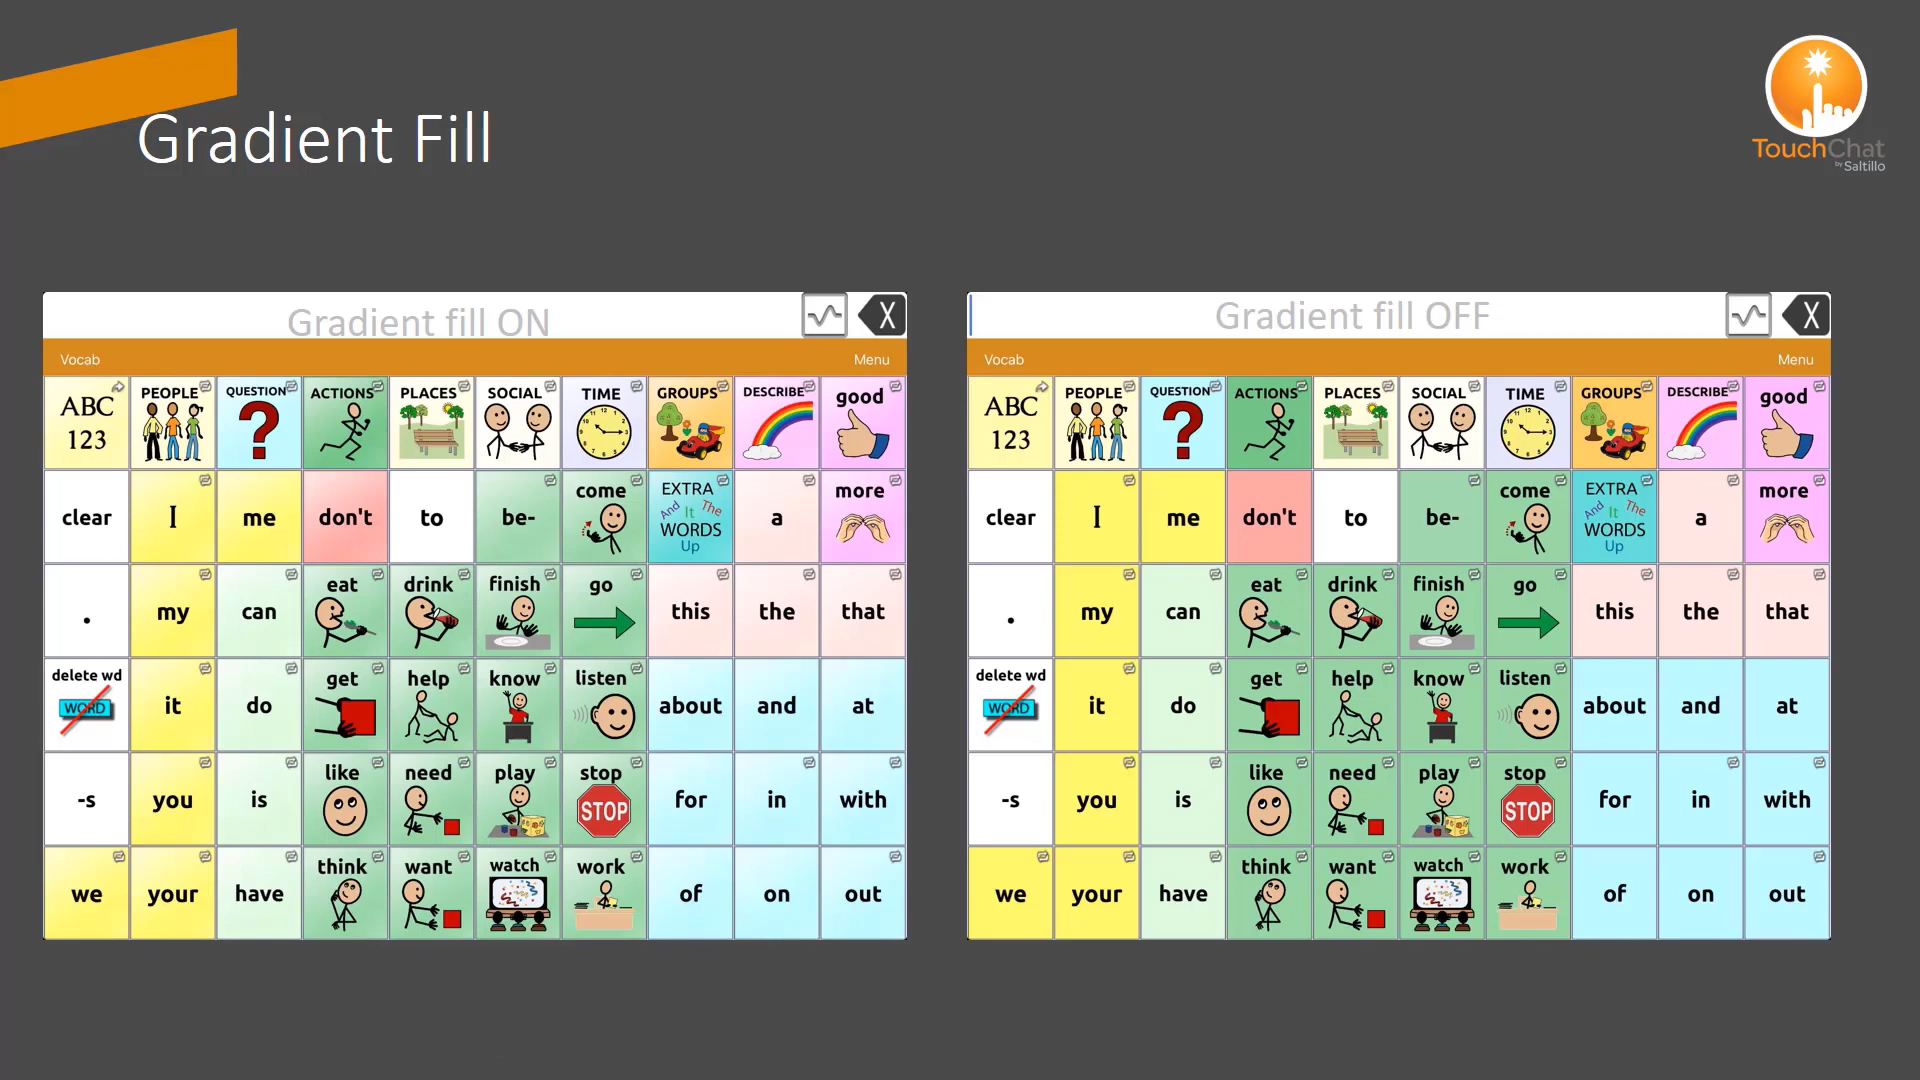 Gradient Fill
TouchChat
by Saltillo
Gradient fill ON
X
Vocab
Menu
ABC
123
PEOPLE
QUESTION
ACTIONS
PLACES
SOCIAL
TIME
GROUPS
DESCRIBE
good
clear
I
me
don't
to
be-
come
EXTRA
And It The
WORDS
Up
a
more
.
my
can
eat
drink
finish
go
this
the
that
delete wd
WORD
it
do
get
help
know
listen
about
and
at
-s
you
is
like
need
play
stop
STOP
for
in
with
we
your
have
think
want
watch
work
of
on
out
Gradient fill OFF
X
Vocab
Menu
ABC
123
PEOPLE
QUESTION
ACTIONS
PLACES
SOCIAL
TIME
GROUPS
DESCRIBE
good
clear
I
me
don't
to
be-
come
EXTRA
And It The
WORDS
Up
a
more
.
my
can
eat
drink
finish
go
this
the
that
delete wd
WORD
it
do
get
help
know
listen
about
and
at
-s
you
is
like
need
play
stop
STOP
for
in
with
we
your
have
think
want
watch
work
of
on
out